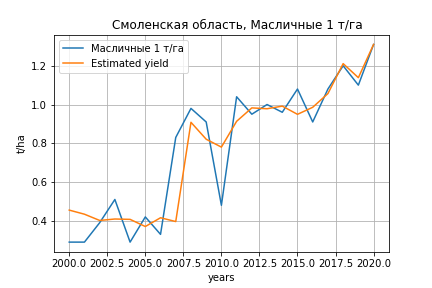 Смоленская область, Масличные 1 т/га
Масличные 1 т/га
Estimated yield
t/ha
1.2
1.0
0.8
0.6
0.4
2000.0 2002.5 2005.0 2007.5 2010.0 2012.5 2015.0 2017.5 2020.0
years